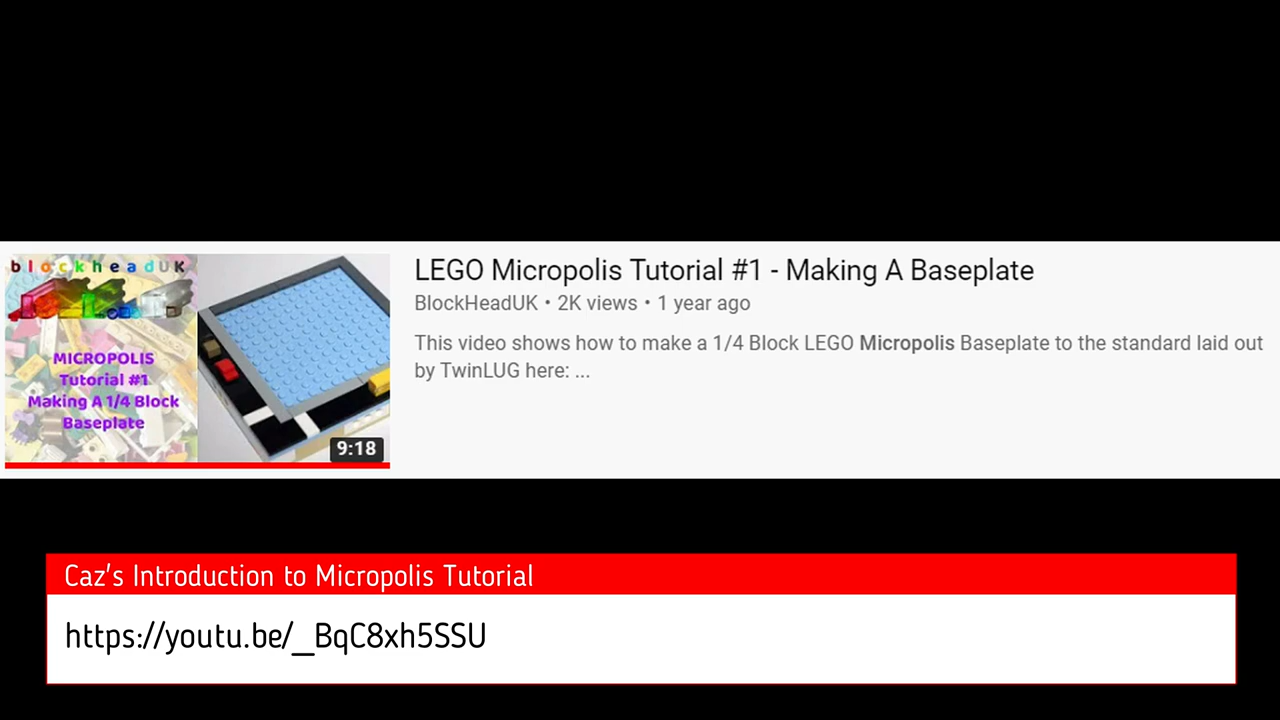 blockheadUK
MICROPOLIS
Tutorial #1
Making A 1/4 Block
Baseplate
9:18
LEGO Micropolis Tutorial #1 - Making A Baseplate
BlockHeadUK • 2K views • 1 year ago
This video shows how to make a 1/4 Block LEGO Micropolis Baseplate to the standard laid out
by TwinLUG here: ...
Caz's Introduction to Micropolis Tutorial
https://youtu.be/_BqC8xh5SSU